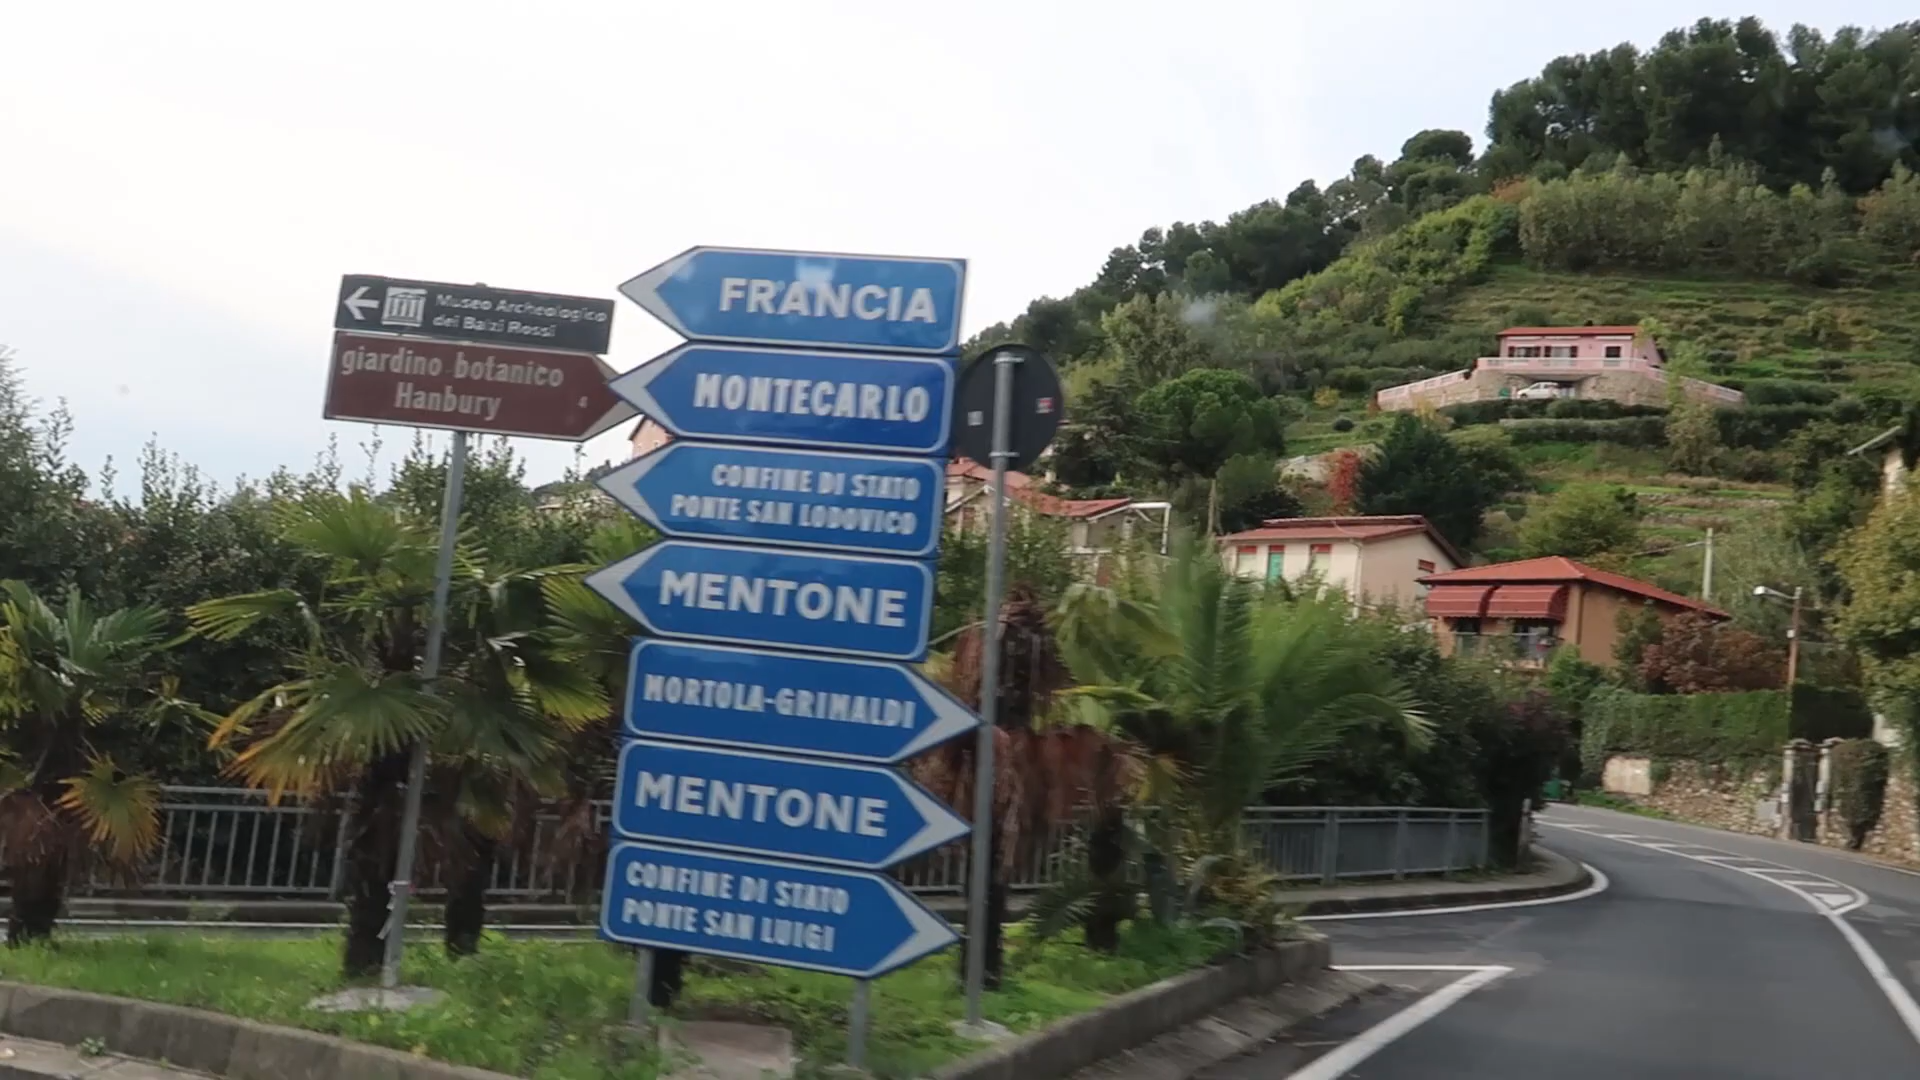 Museo Archeologico
dei Balzi Rossi
giardino botanico
Hanbury
4
FRANCIA
MONTECARLO
CONFINE DI STATO
PONTE SAN LODOVICO
MENTONE
MORTOLA-GRIMALDI
MENTONE
CONFINE DI STATO
PONTE SAN LUIGI